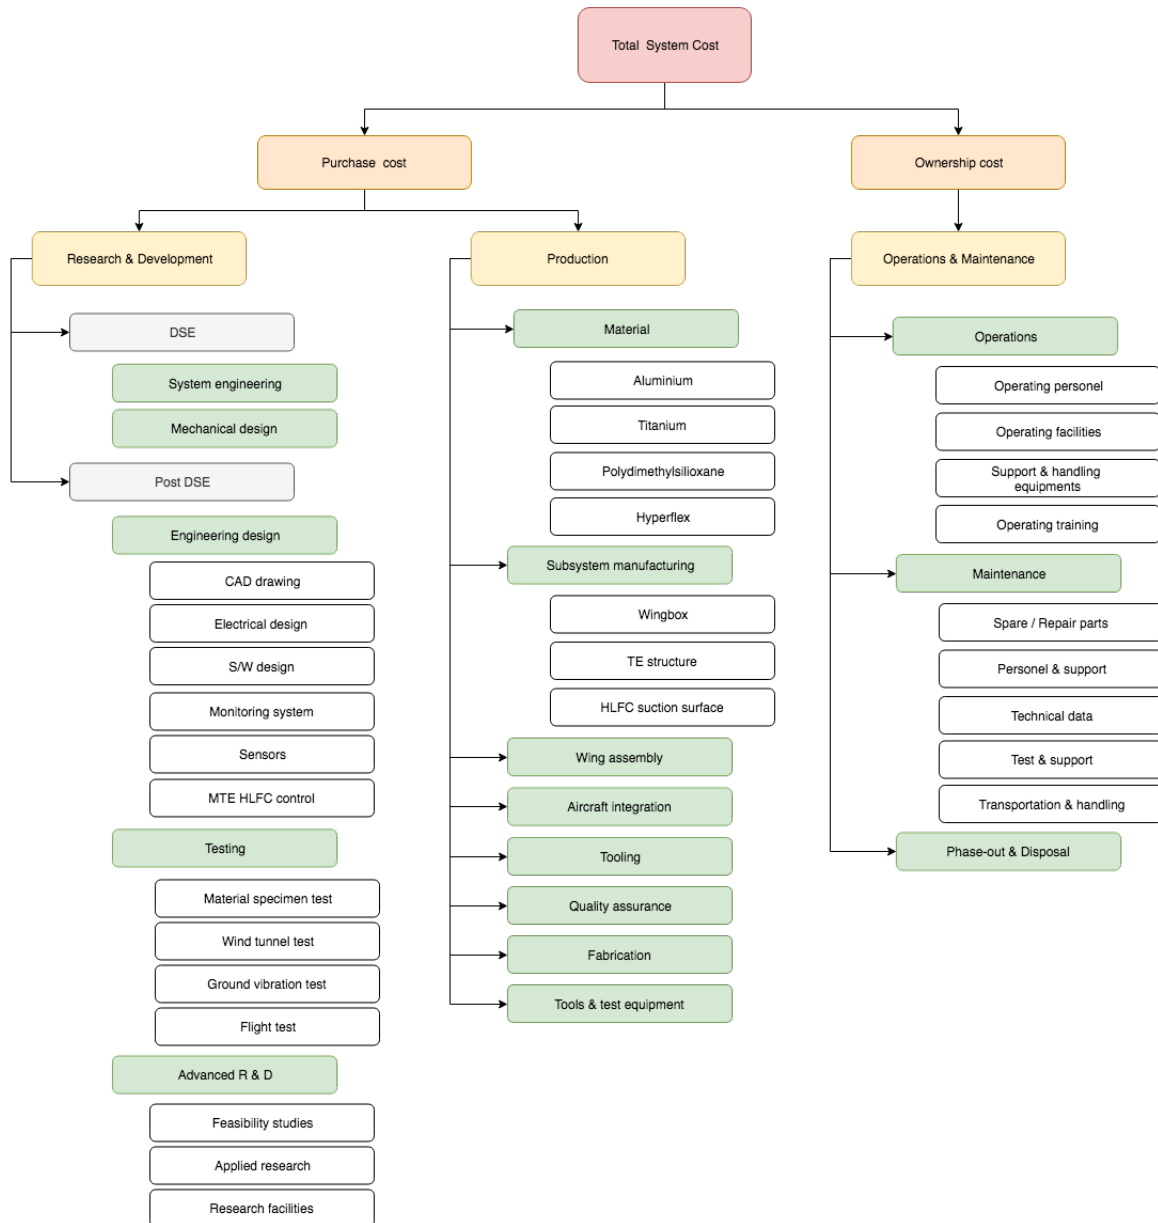 Total System Cost
Purchase cost
Ownership cost
Research & Development
Production
Operations & Maintenance
DSE
System engineering
Mechanical design
Post DSE
Engineering design
CAD drawing
Electrical design
S/W design
Monitoring system
Sensors
MTE HLFC control
Testing
Material specimen test
Wind tunnel test
Ground vibration test
Flight test
Advanced R & D
Feasibility studies
Applied research
Research facilities
Material
Aluminium
Titanium
Polydimethylsilioxane
Hyperflex
Subsystem manufacturing
Wingbox
TE structure
HLFC suction surface
Wing assembly
Aircraft integration
Tooling
Quality assurance
Fabrication
Tools & test equipment
Operations
Operating personel
Operating facilities
Support & handling
equipments
Operating training
Maintenance
Spare / Repair parts
Personel & support
Technical data
Test & support
Transportation & handling
Phase-out & Disposal